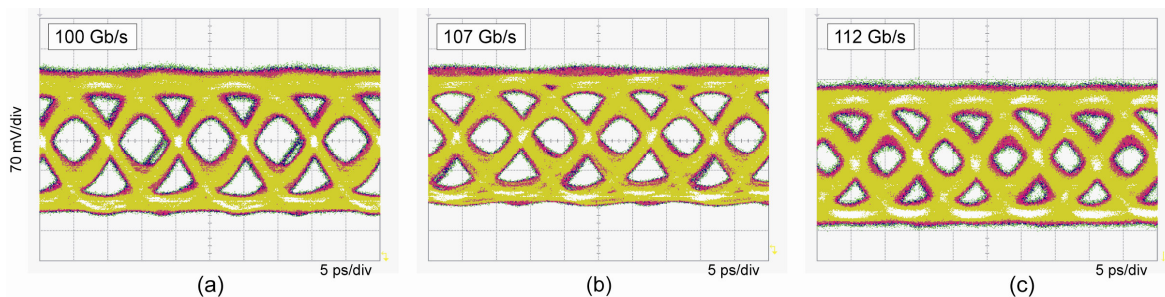 100 Gb/s
107 Gb/s
112 Gb/s
70 mV/div
5 ps/div
5 ps/div
5 ps/div
(a)
(b)
(c)